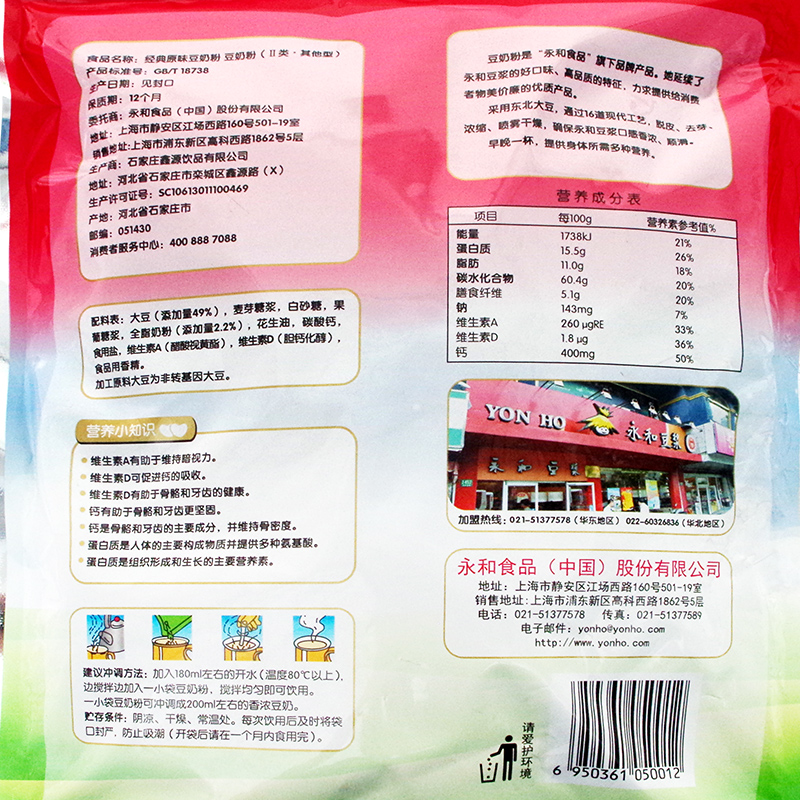 食品名称：经典原味豆奶粉 豆奶粉（II类·其他型）
产品标准号：GB/T 18738
生产日期：见封口
保质期：12个月
委托商：永和食品（中国）股份有限公司
地址：上海市静安区江场西路160号501-19室
销售地址：上海市浦东新区高科西路1862号5层
生产商：石家庄鑫源饮品有限公司
地址：河北省石家庄市栾城区鑫源路（X）
生产许可证号：SC10613011100469
产地：河北省石家庄市
邮编：051430
消费者服务中心：400 888 7088
配料表：大豆（添加量49%），麦芽糖浆，白砂糖，果
葡糖浆，全脂奶粉（添加量2.2%），花生油，碳酸钙，
食用盐，维生素A（醋酸视黄酯），维生素D（胆钙化醇），
食品用香精。
加工原料大豆为非转基因大豆。
营养小知识
维生素A有助于维持暗视力。
维生素D可促进钙的吸收。
维生素D有助于骨骼和牙齿的健康。
钙有助于骨骼和牙齿更坚固。
钙是骨骼和牙齿的主要成分，并维持骨密度。
蛋白质是人体的主要构成物质并提供多种氨基酸。
蛋白质是组织形成和生长的主要营养素。
建议冲调方法：加入180ml左右的开水（温度80℃以上），
边搅拌边加入一小袋豆奶粉，搅拌均匀即可饮用。
一小袋豆奶粉可冲调成200ml左右的香浓豆奶。
贮存条件：阴凉、干燥、常温处。每次饮用后及时将袋
口封严，防止吸潮（开袋后请在一个月内食用完）。
豆奶粉是“永和食品”旗下品牌产品。她延续了
永和豆浆的好口味、高品质的特征，力求提供给消费
者物美价廉的优质产品。
采用东北大豆，通过16道现代工艺，脱皮、去芽、
浓缩、喷雾干燥，确保永和豆浆口感香浓、顺滑。
早晚一杯，提供身体所需多种营养。
营养成分表
项目 每100g 营养素参考值%
能量 1738kJ 21%
蛋白质 15.5g 26%
脂肪 11.0g 18%
碳水化合物 60.4g 20%
膳食纤维 5.1g 20%
钠 143mg 7%
维生素A 260 μgRE 33%
维生素D 1.8 μg 36%
钙 400mg 50%
YON HO 永和豆浆
永和豆浆
加盟热线：021-51377578（华东地区） 022-60326836（华北地区）
永和食品（中国）股份有限公司
地址：上海市静安区江场西路160号501-19室
销售地址:上海市浦东新区高科西路1862号5层
电话：021-51377578 传真：021-51377589
电子邮件：yonho@yonho.com
http://www.yonho.com
请爱护环境
6 950361 050012